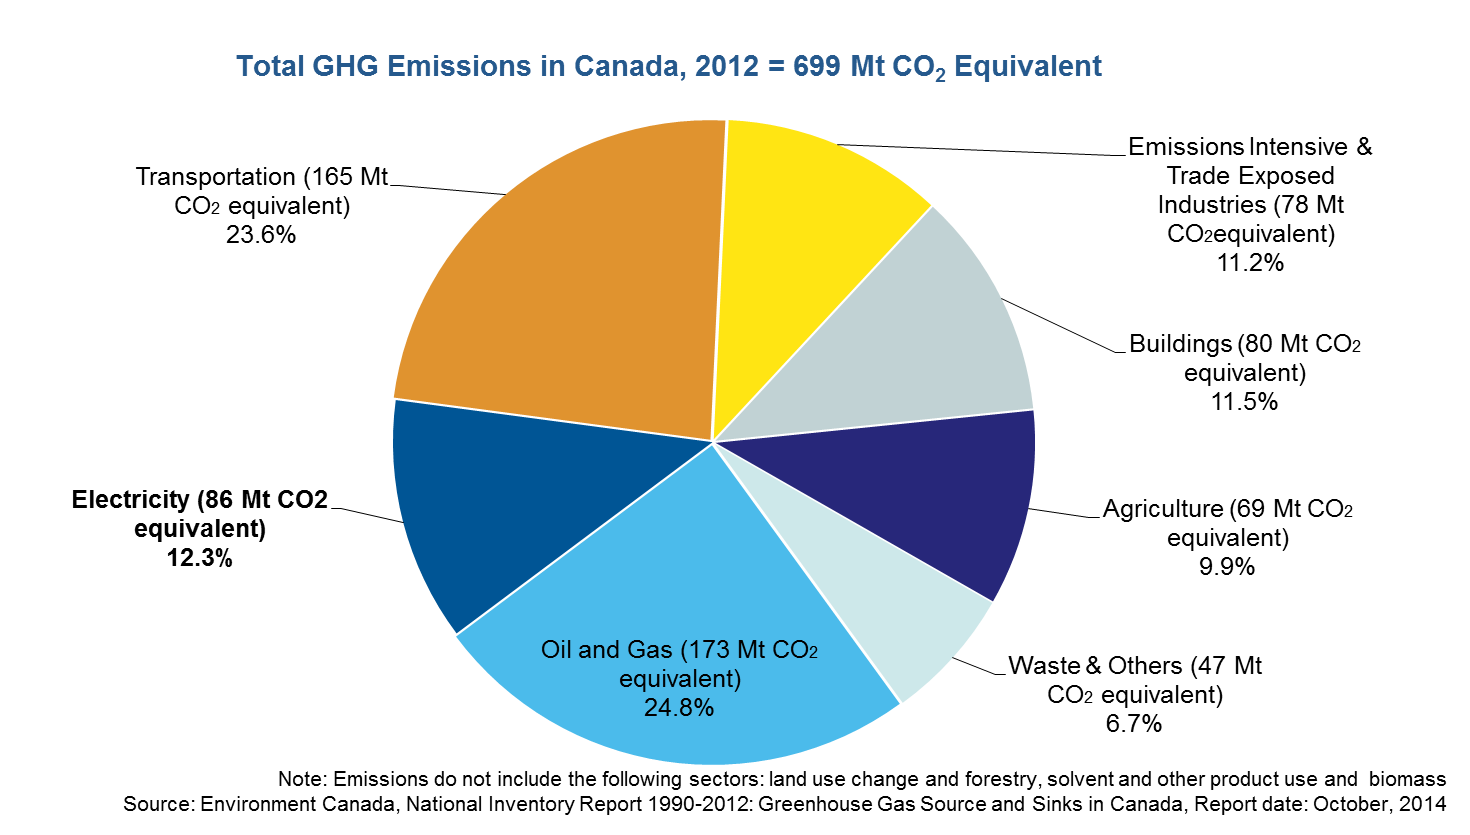 Total GHG Emissions in Canada, 2012 = 699 Mt CO2 Equivalent
Transportation (165 Mt
CO2 equivalent)
23.6%
Emissions Intensive &
Trade Exposed
Industries (78 Mt
CO2equivalent)
11.2%
Buildings (80 Mt CO2
equivalent)
11.5%
Electricity (86 Mt CO2
equivalent)
12.3%
Agriculture (69 Mt CO2
equivalent)
9.9%
Oil and Gas (173 Mt CO2
equivalent)
24.8%
Waste & Others (47 Mt
CO2 equivalent)
6.7%
Note: Emissions do not include the following sectors: land use change and forestry, solvent and other product use and biomass
Source: Environment Canada, National Inventory Report 1990-2012: Greenhouse Gas Source and Sinks in Canada, Report date: October, 2014